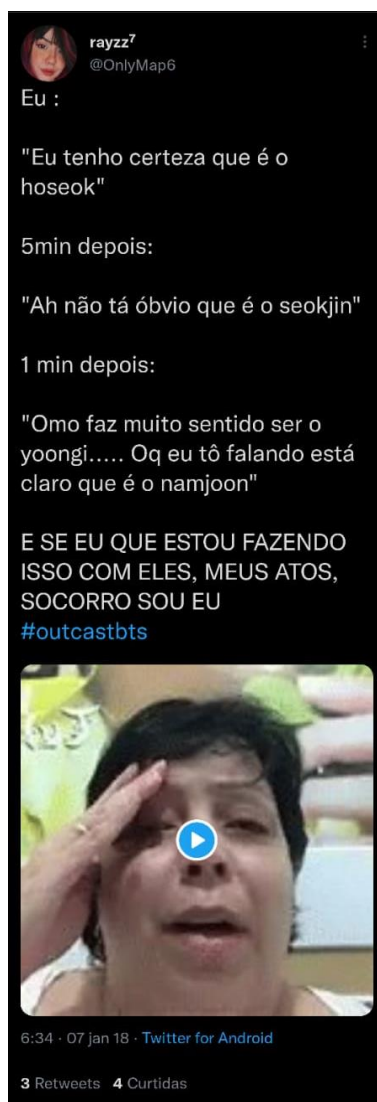 rayzz⁷
@OnlyMap6
Eu :
"Eu tenho certeza que é o
hoseok"
5min depois:
"Ah não tá óbvio que é o seokjin"
1 min depois:
"Omo faz muito sentido ser o
yoongi..... Oq eu tô falando está
claro que é o namjoon"
E SE EU QUE ESTOU FAZENDO
ISSO COM ELES, MEUS ATOS,
SOCORRO SOU EU
#outcastbts
6:34 · 07 jan 18 · Twitter for Android
3 Retweets 4 Curtidas